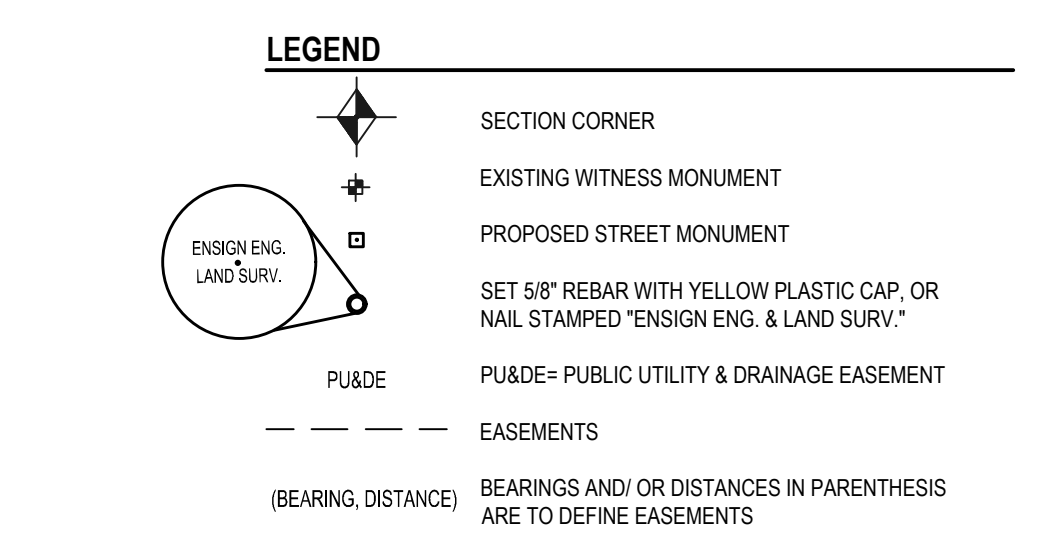 LEGEND
SECTION CORNER
EXISTING WITNESS MONUMENT
PROPOSED STREET MONUMENT
ENSIGN ENG.
LAND SURV.
SET 5/8" REBAR WITH YELLOW PLASTIC CAP, OR
NAIL STAMPED "ENSIGN ENG. & LAND SURV."
PU&DE
PU&DE= PUBLIC UTILITY & DRAINAGE EASEMENT
EASEMENTS
(BEARING, DISTANCE)
BEARINGS AND/ OR DISTANCES IN PARENTHESIS
ARE TO DEFINE EASEMENTS